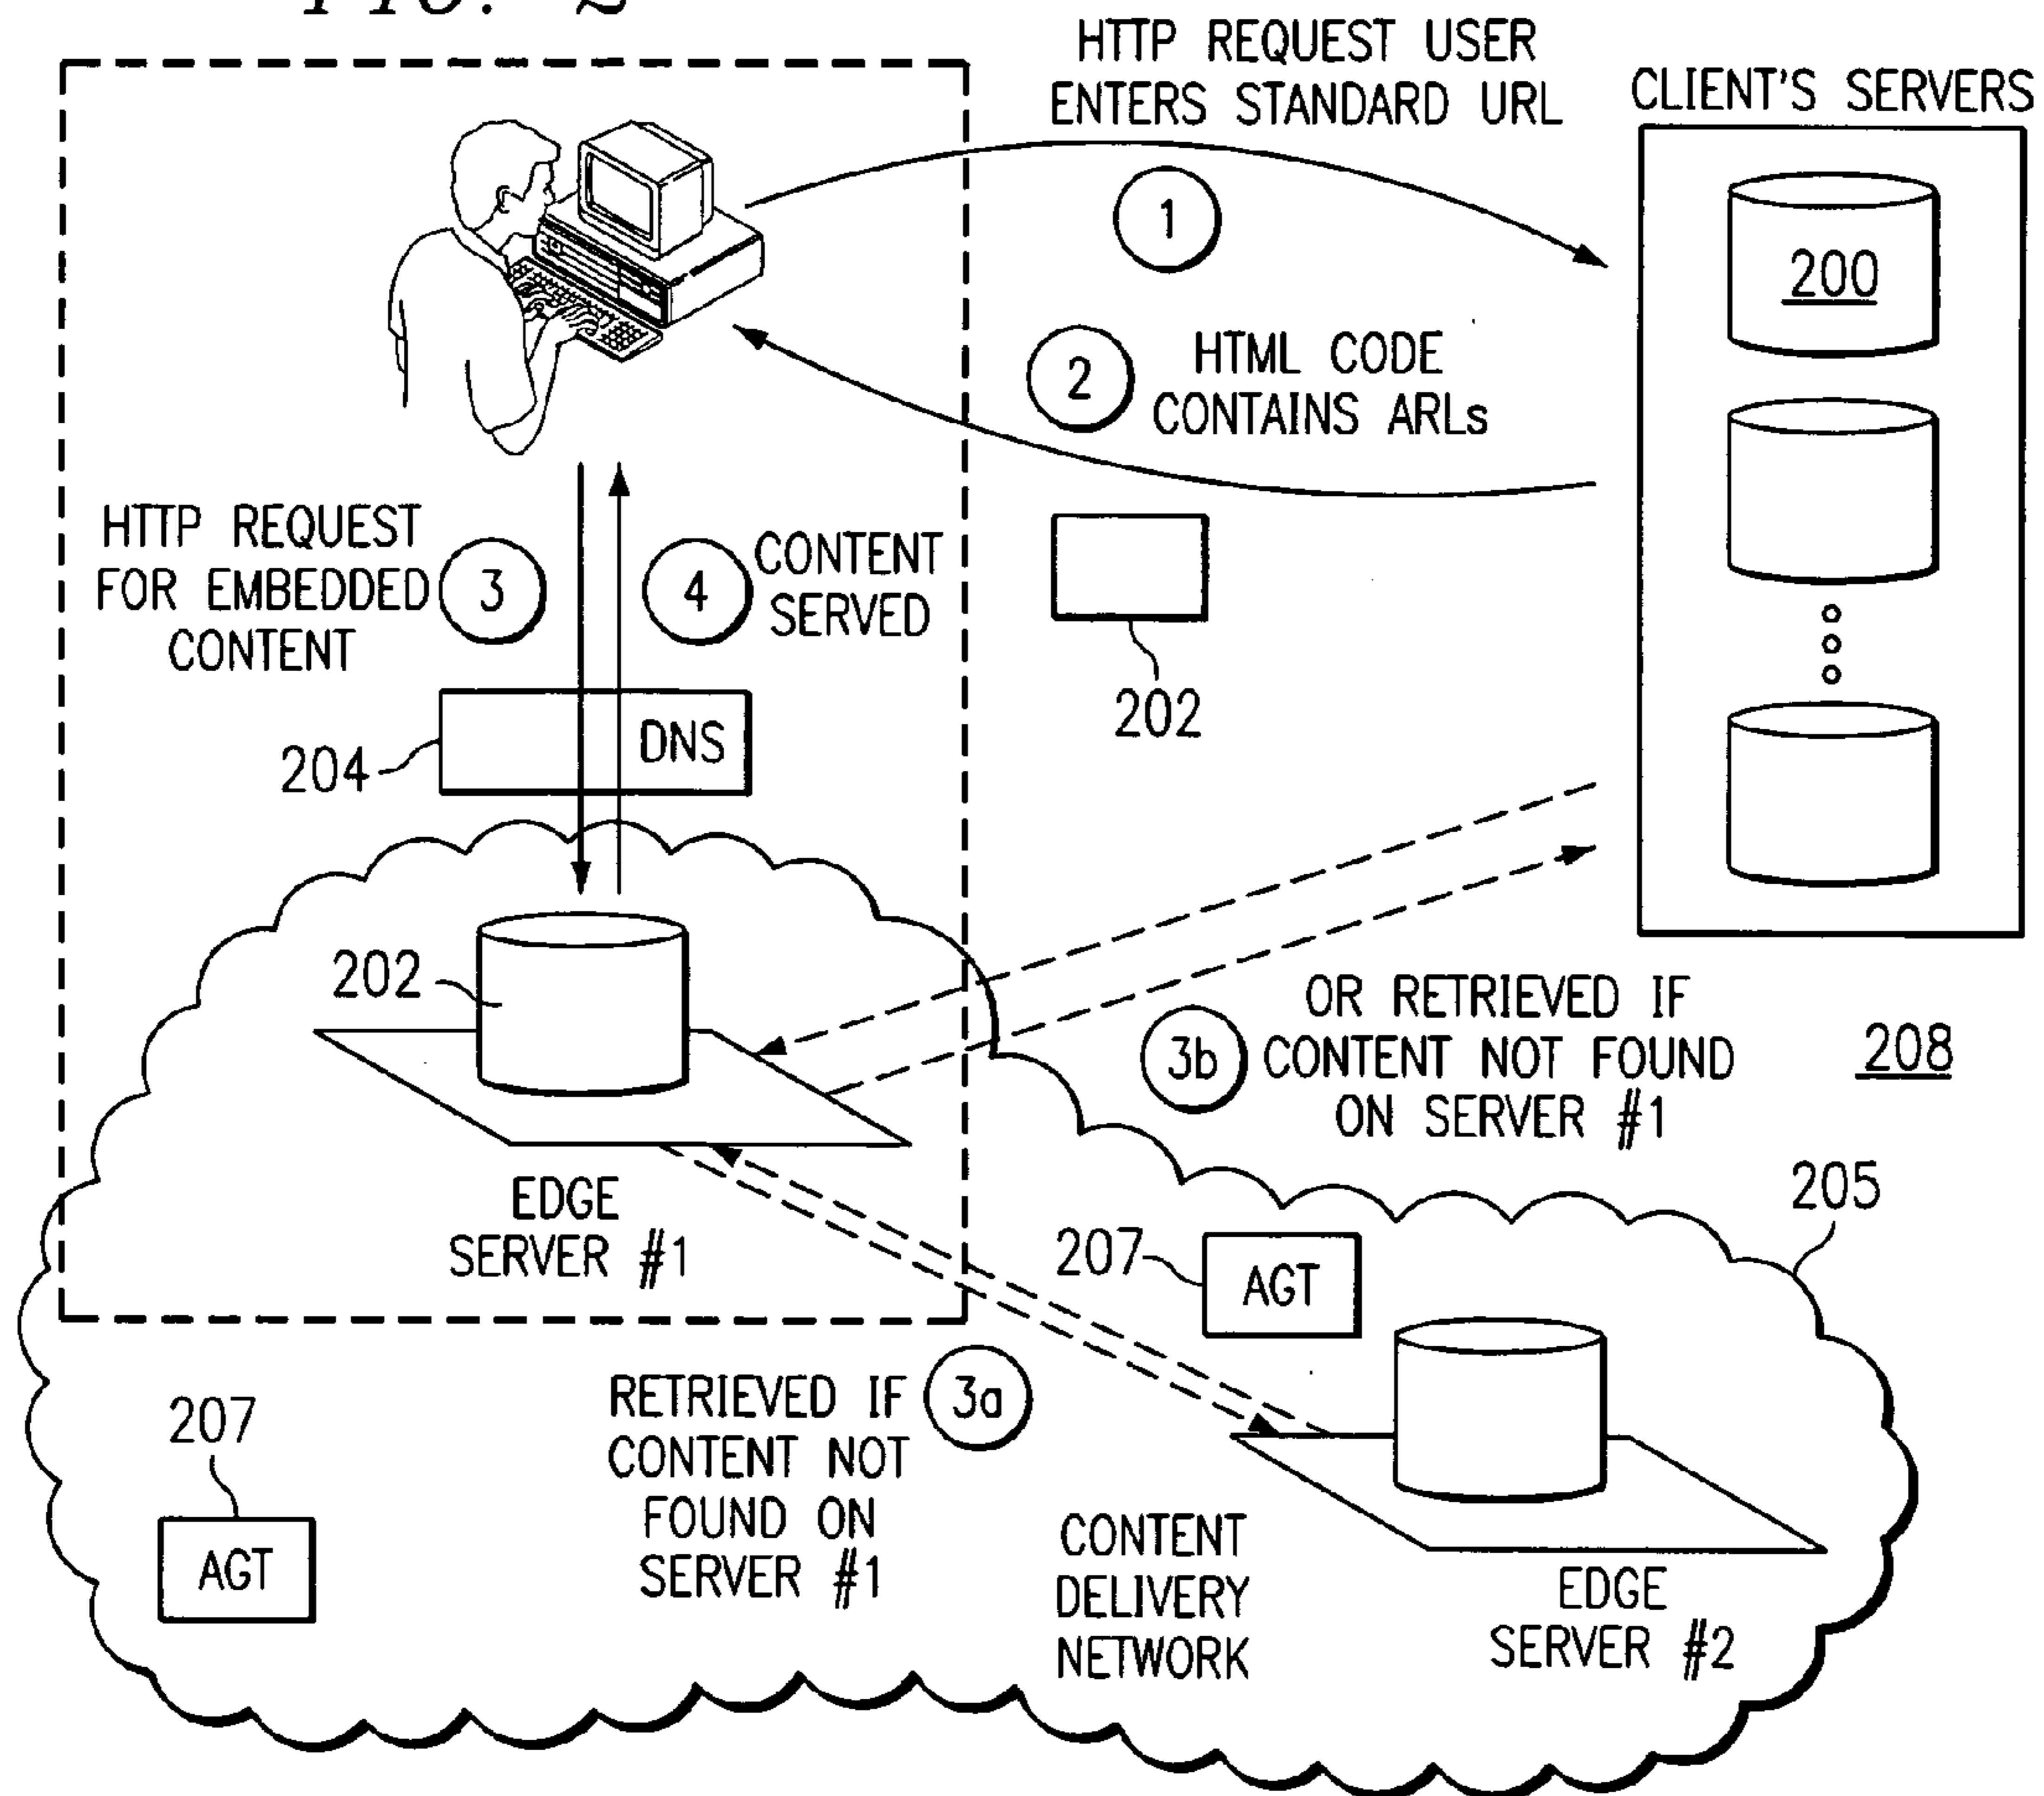 FIG. 2
HTTP REQUEST USER
ENTERS STANDARD URL
CLIENT'S SERVERS
1
200
2
HTML CODE
CONTAINS ARLs
HTTP REQUEST
FOR EMBEDDED
CONTENT
3
4
CONTENT
SERVED
202
204
DNS
202
3b
OR RETRIEVED IF
CONTENT NOT FOUND
ON SERVER #1
208
EDGE
SERVER #1
205
207
AGT
3a
RETRIEVED IF
CONTENT NOT
FOUND ON
SERVER #1
207
AGT
CONTENT
DELIVERY
NETWORK
EDGE
SERVER #2